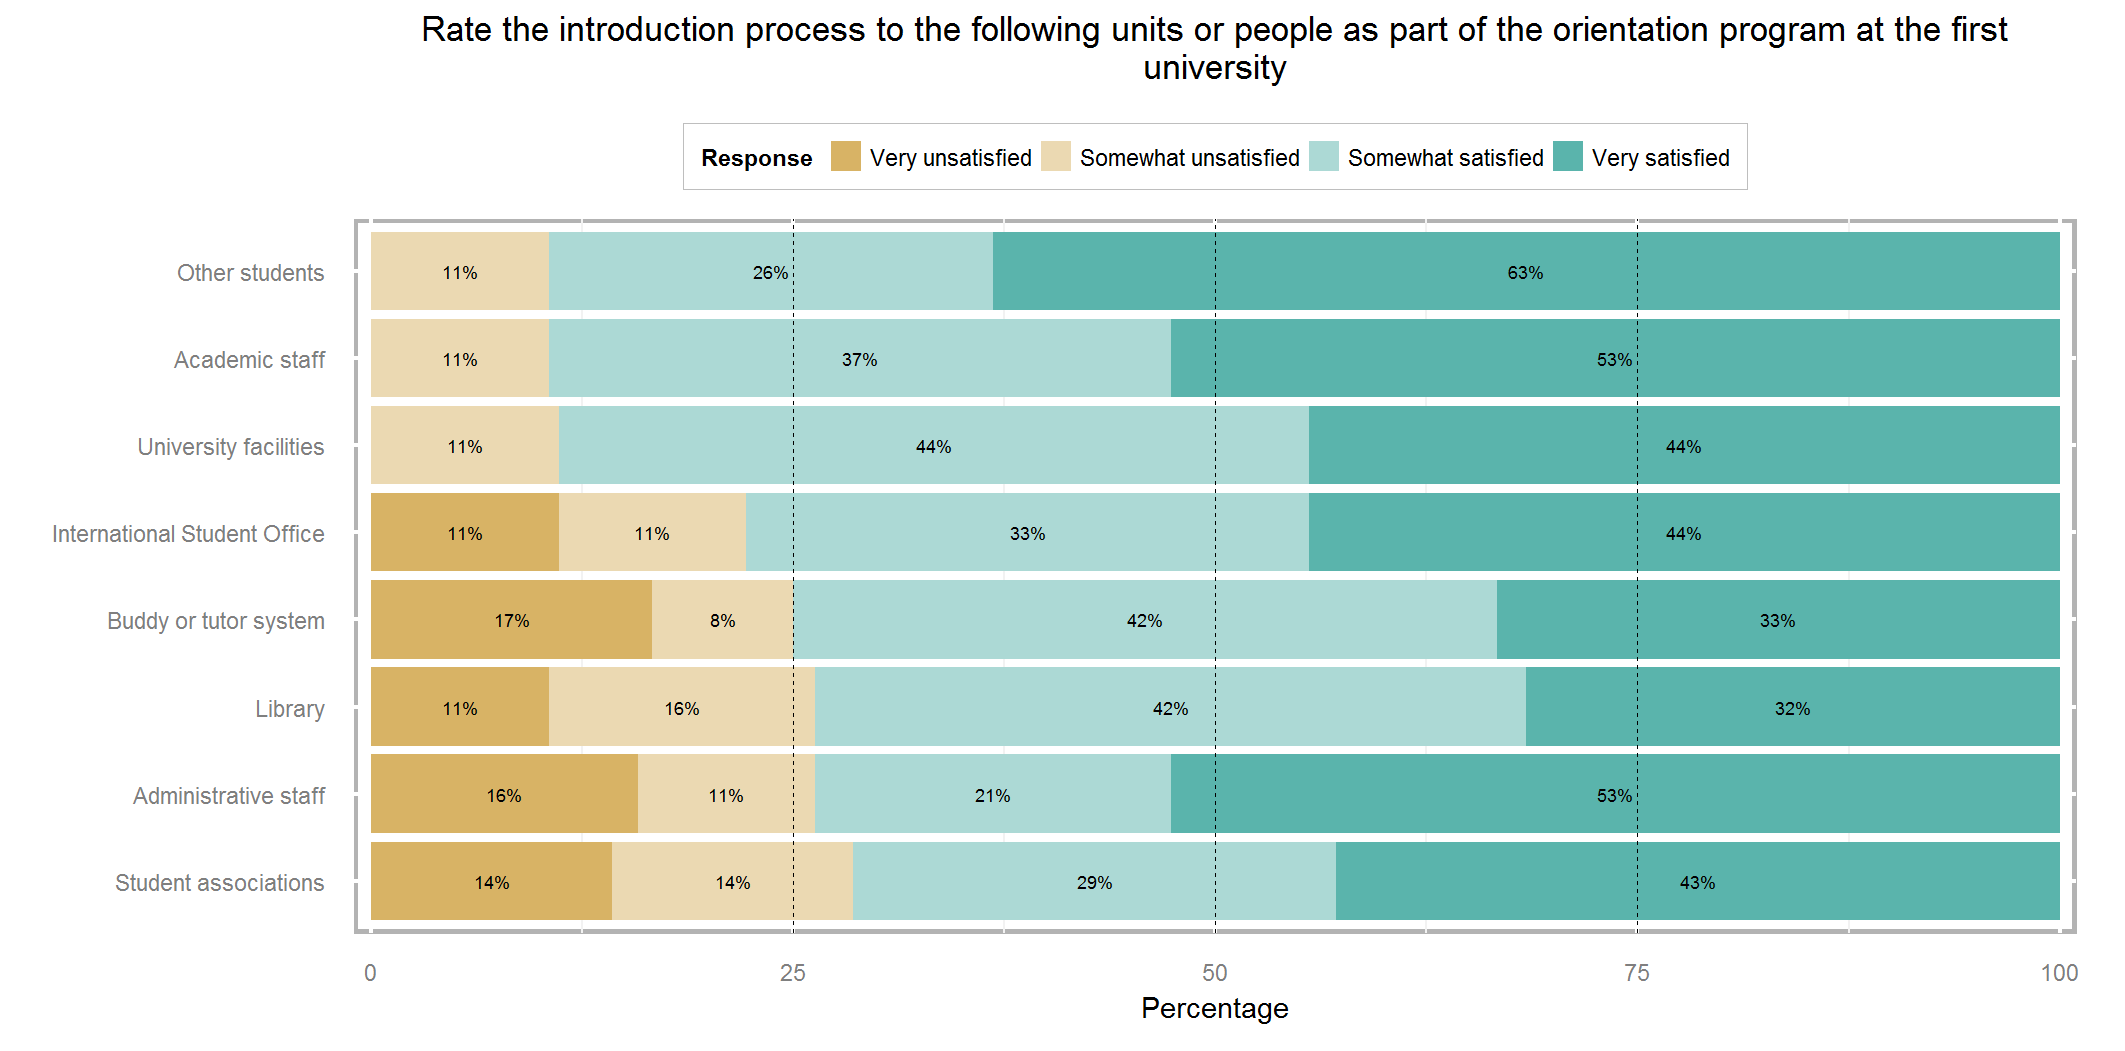 Rate the introduction process to the following units or people as part of the orientation program at the first
university
Response Very unsatisfied Somewhat unsatisfied Somewhat satisfied Very satisfied
Other students 11% 26% 63%
Academic staff 11% 37% 53%
University facilities 11% 44% 44%
International Student Office 11% 11% 33% 44%
Buddy or tutor system 17% 8% 42% 33%
Library 11% 16% 42% 32%
Administrative staff 16% 11% 21% 53%
Student associations 14% 14% 29% 43%
0 25 50 75 100
Percentage